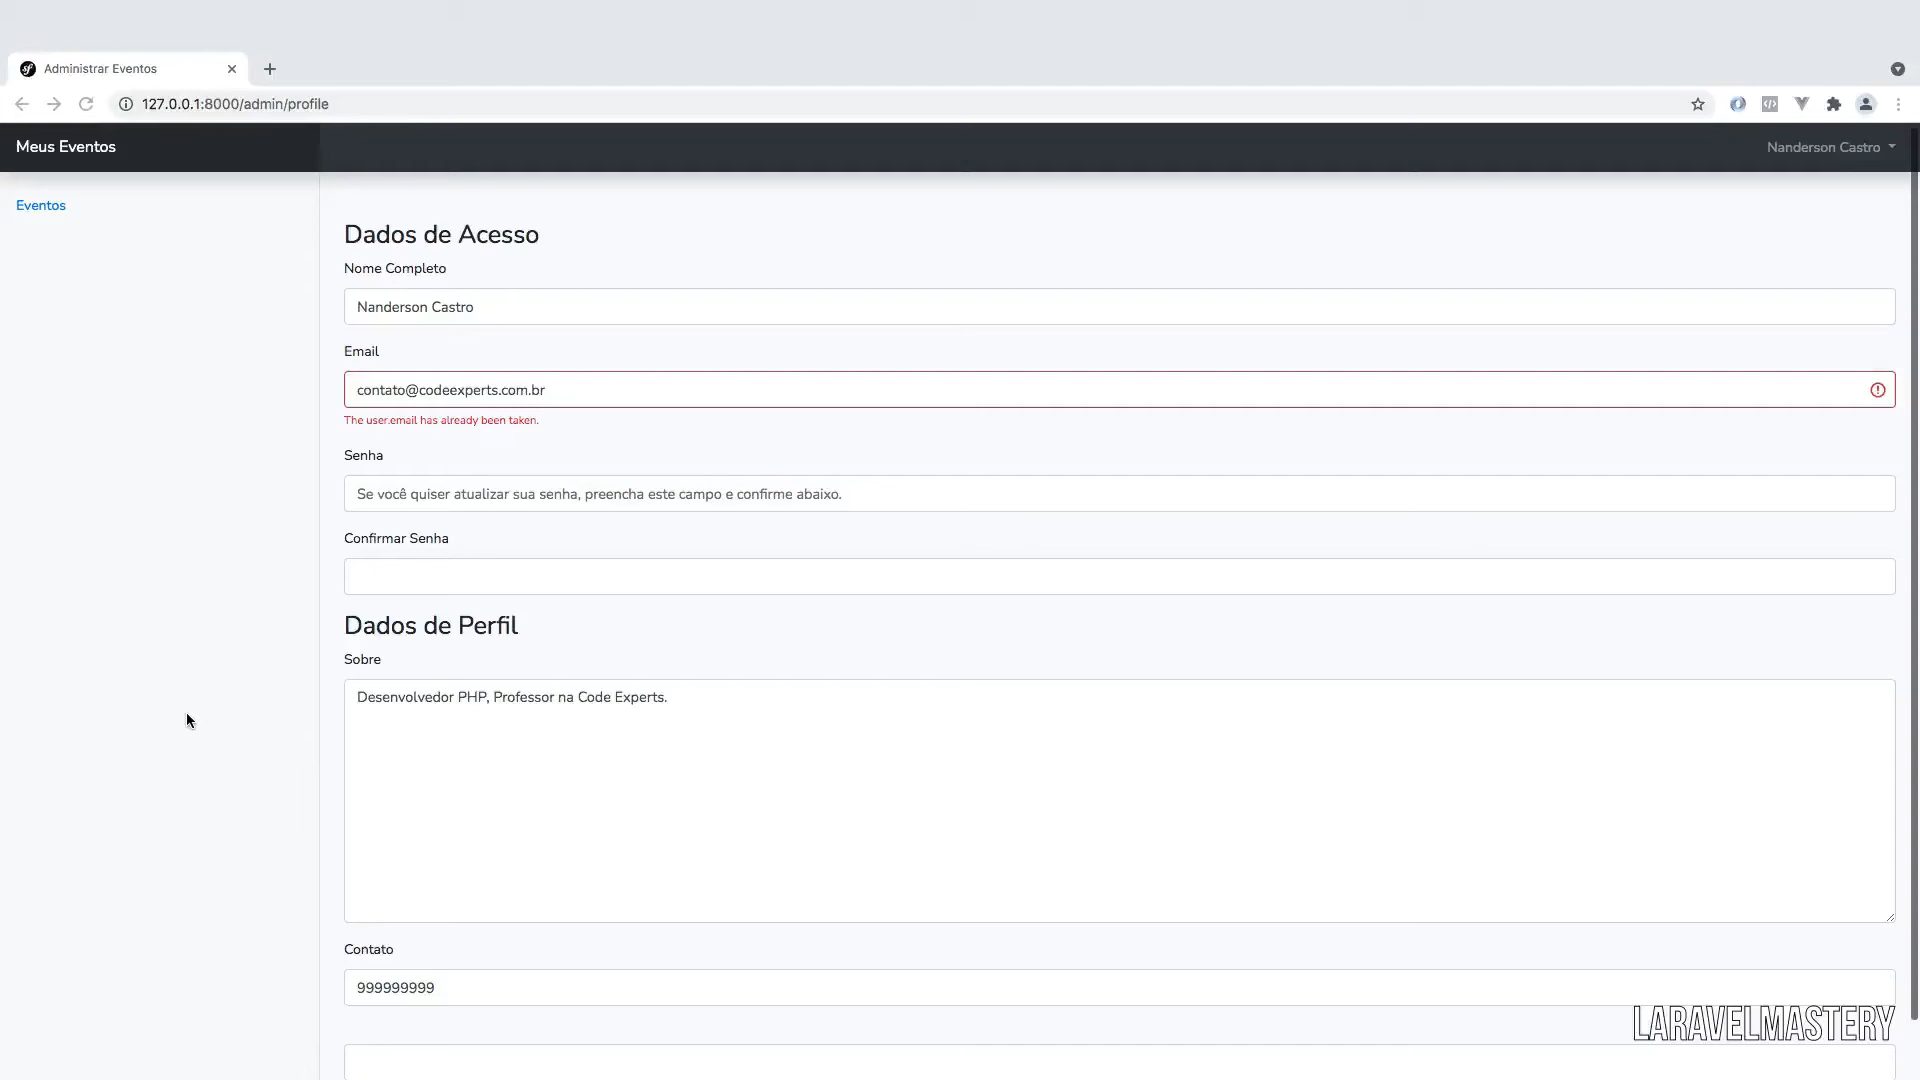 Administrar Eventos
127.0.0.1:8000/admin/profile
Meus Eventos
Nanderson Castro
Eventos
Dados de Acesso
Nome Completo
Nanderson Castro
Email
contato@codeexperts.com.br
The user.email has already been taken.
Senha
Se você quiser atualizar sua senha, preencha este campo e confirme abaixo.
Confirmar Senha
Dados de Perfil
Sobre
Desenvolvedor PHP, Professor na Code Experts.
Contato
999999999
LARAVELMASTERY